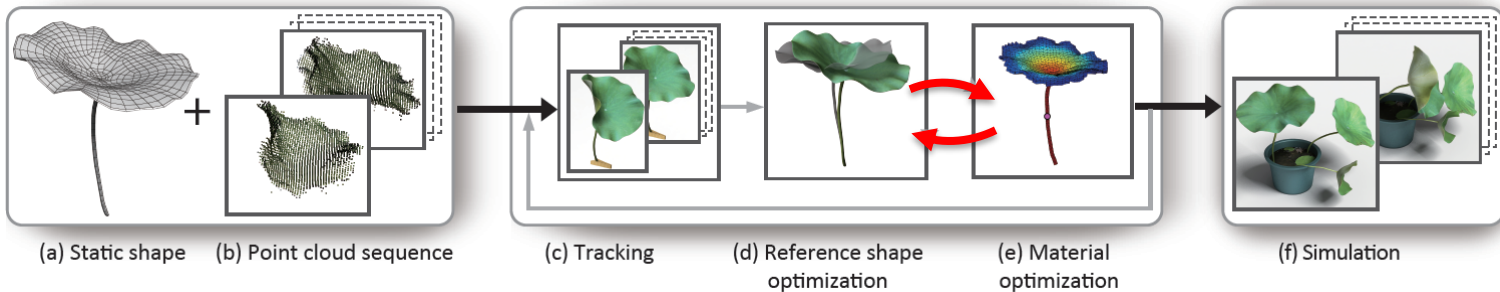 (a) Static shape
(b) Point cloud sequence
(c) Tracking
(d) Reference shape
optimization
(e) Material
optimization
(f) Simulation